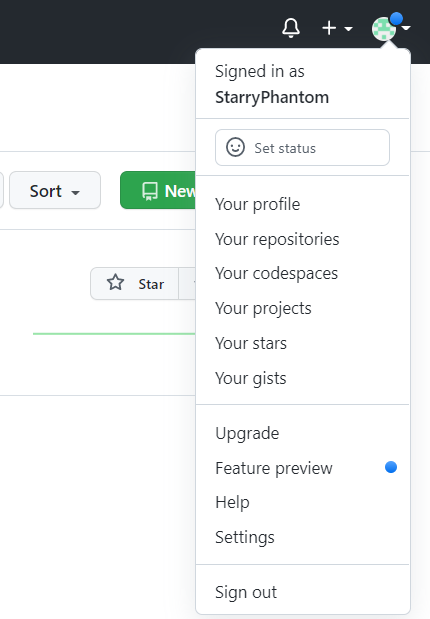 Signed in as
StarryPhantom
Set status
Sort
New
Your profile
Your repositories
Your codespaces
Star
Your projects
Your stars
Your gists
Upgrade
Feature preview
Help
Settings
Sign out